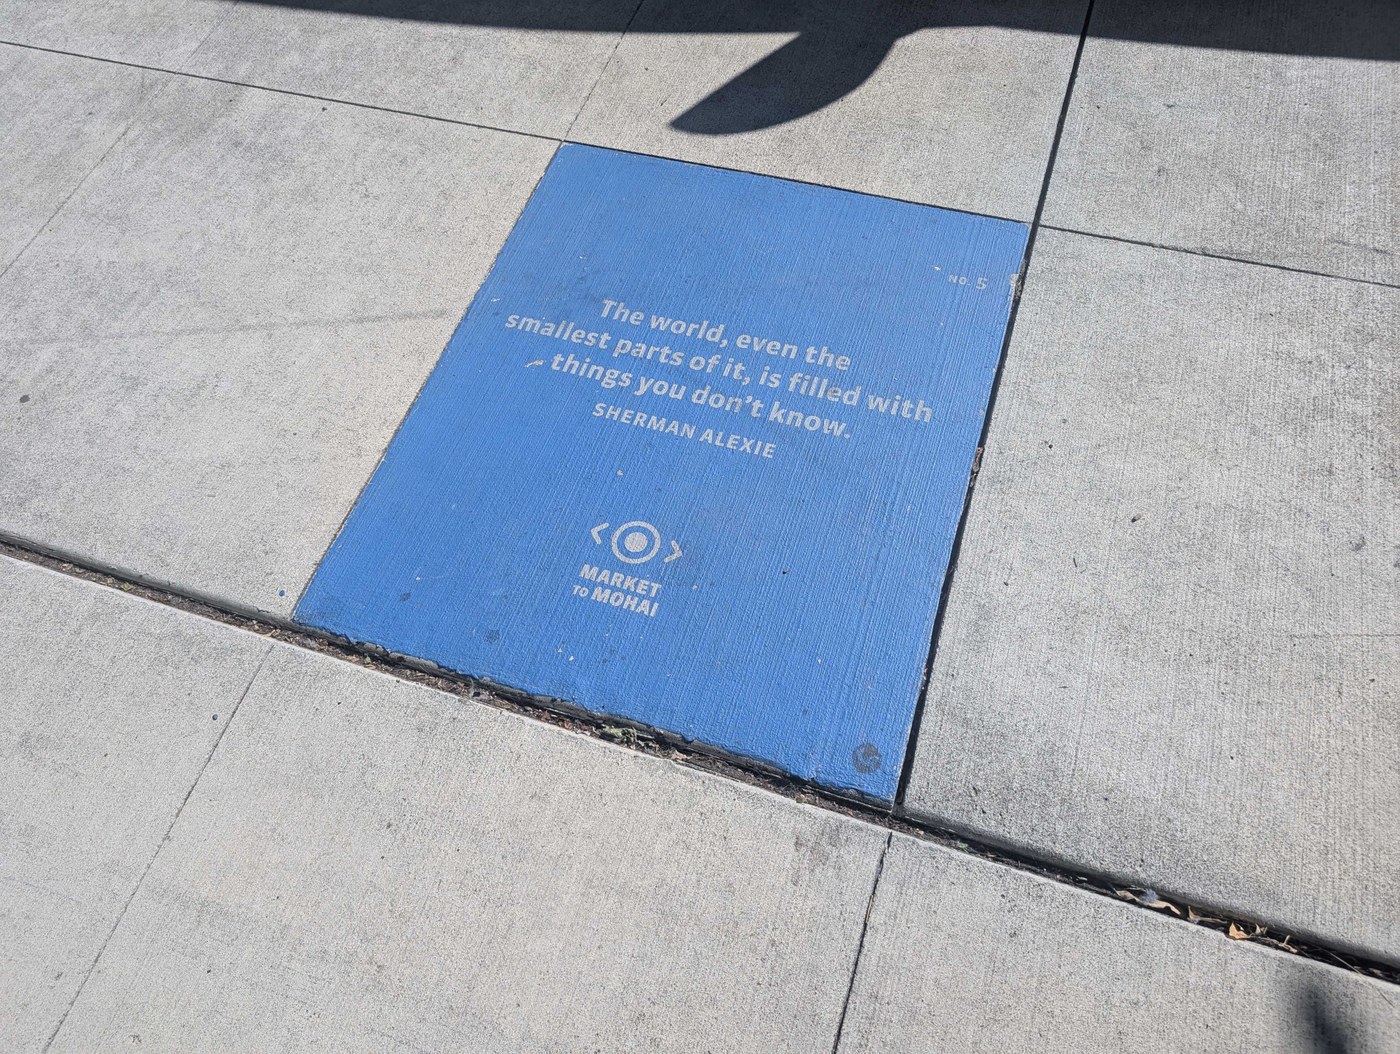 NO. 5
The world, even the
smallest parts of it, is filled with
things you don't know.
SHERMAN ALEXIE
MARKET
TO MOHAI